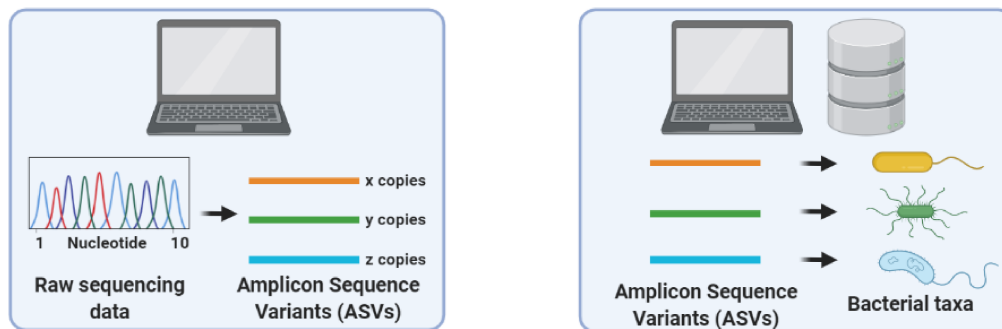 x copies
y copies
1 Nucleotide 10
z copies
Raw sequencing
data
Amplicon Sequence
Variants (ASVs)
Amplicon Sequence
Variants (ASVs)
Bacterial taxa